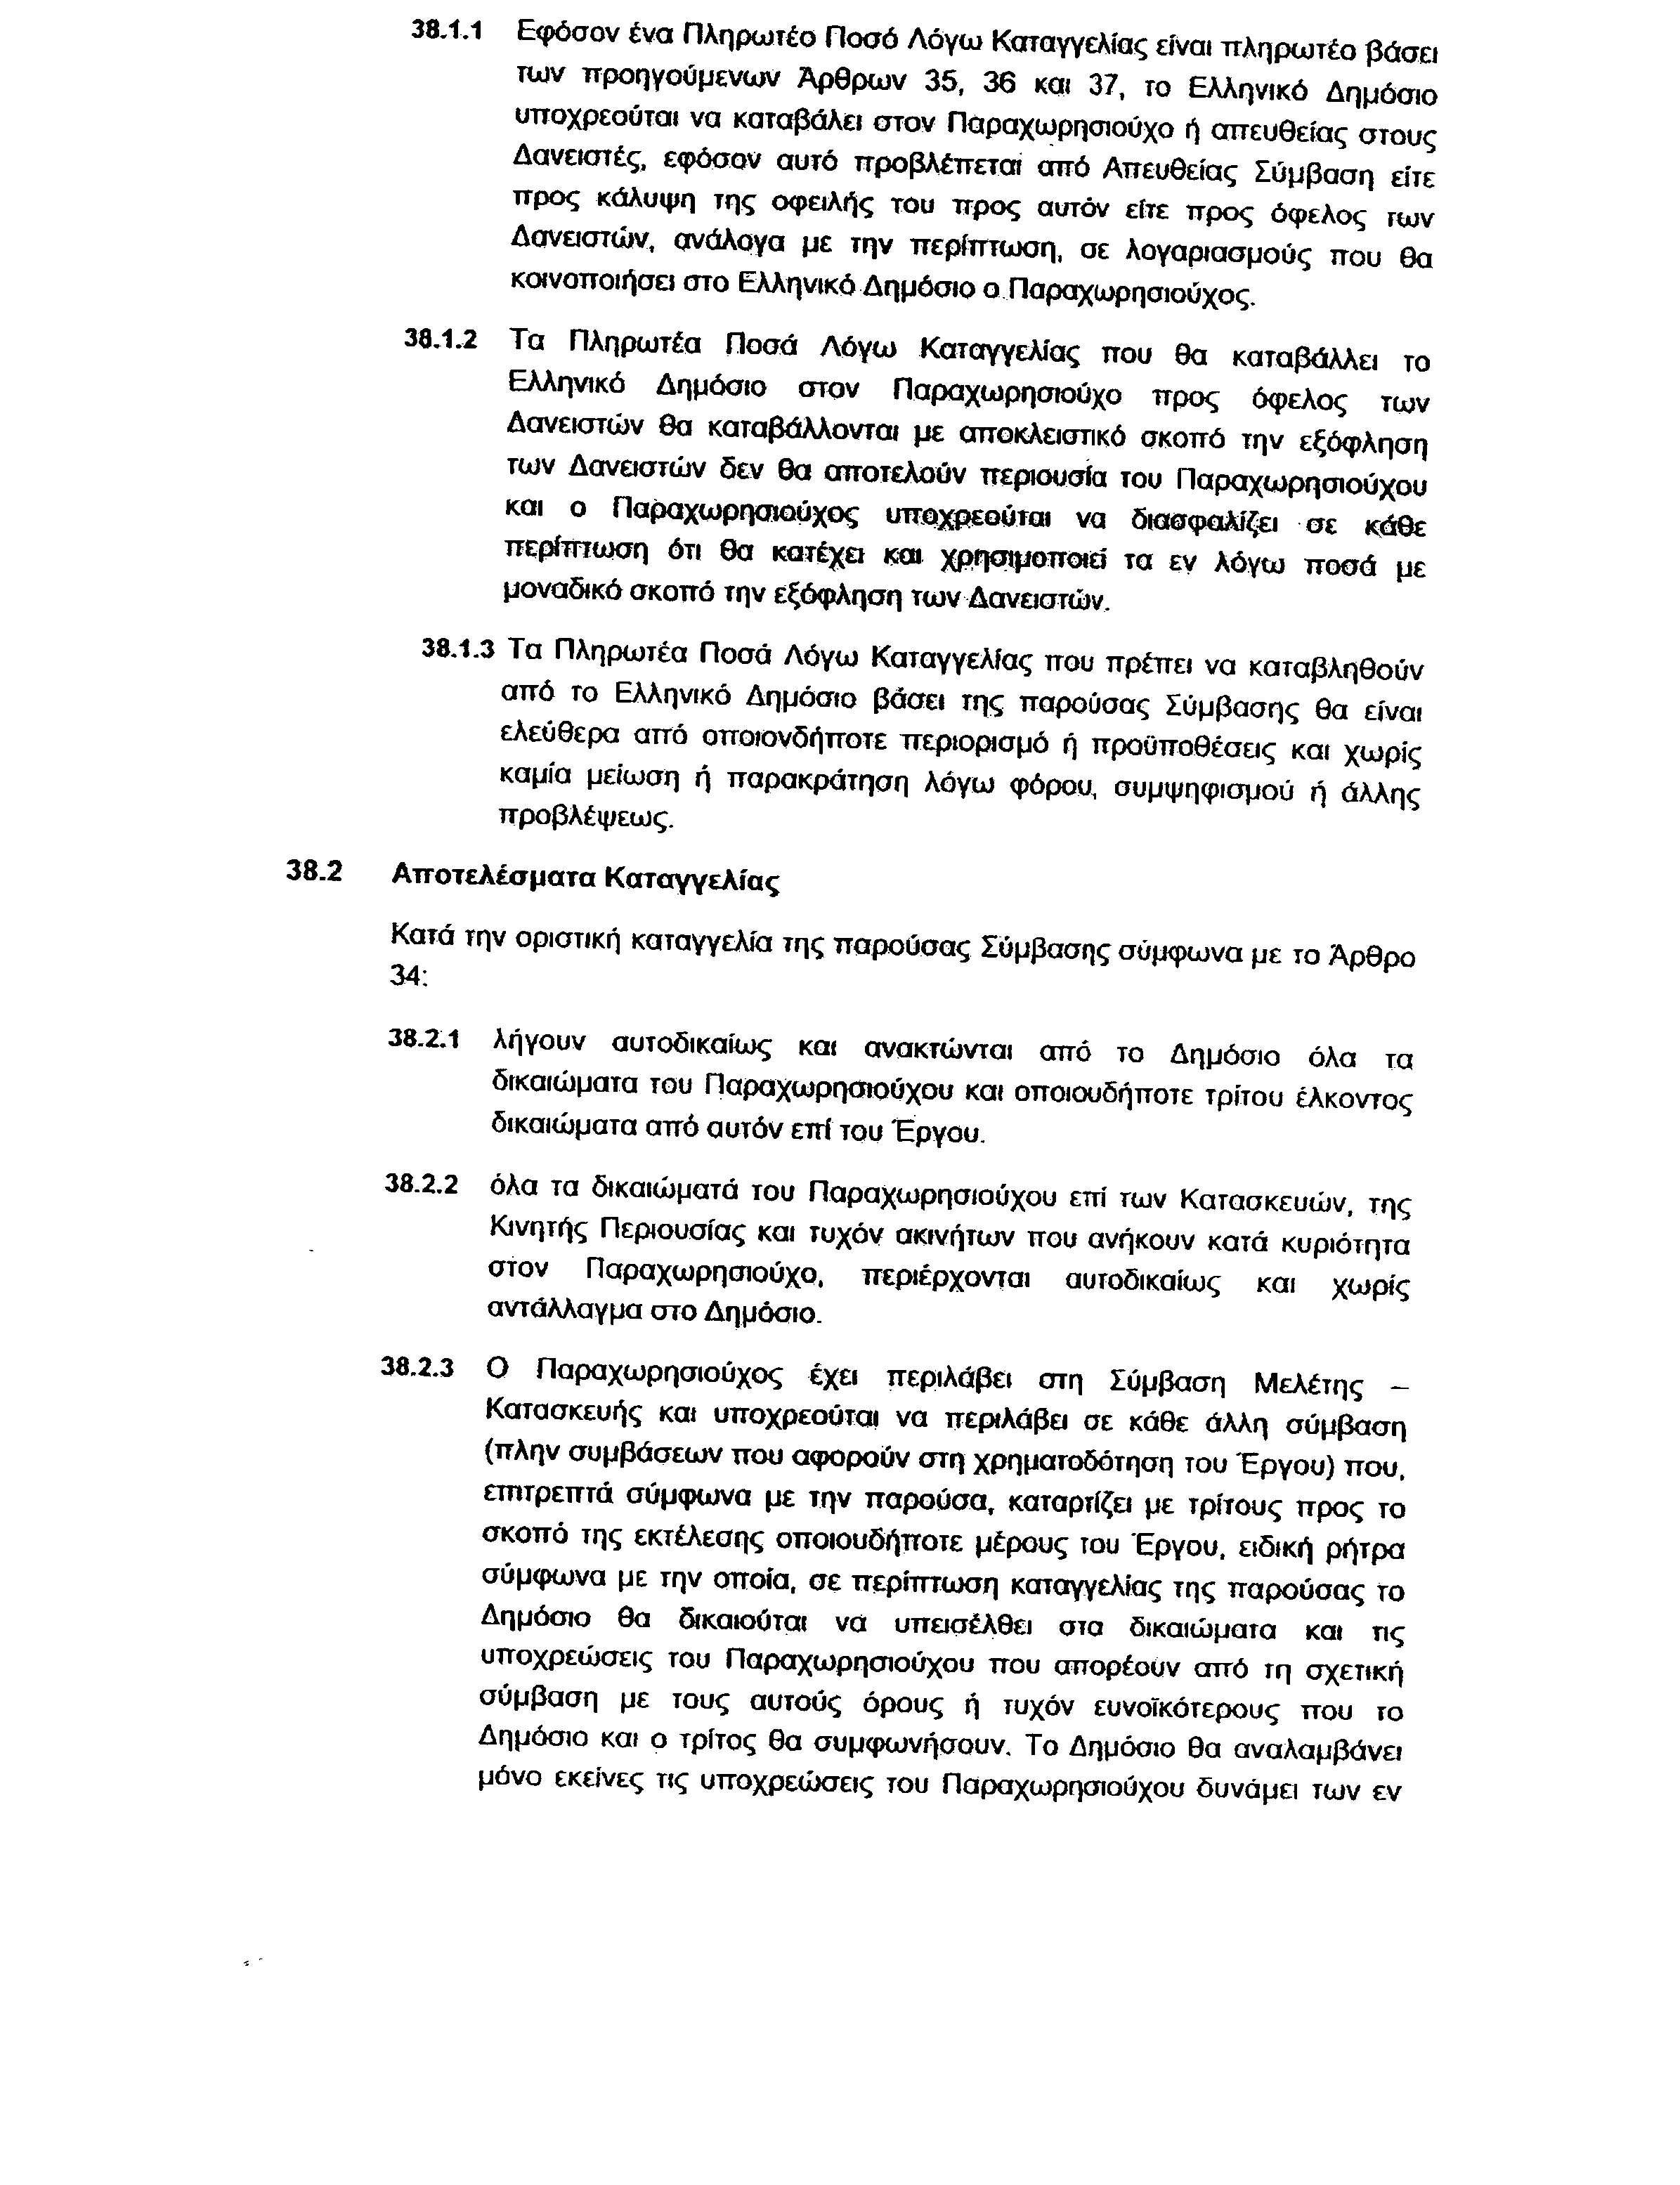 38.1.1 Εφόσον ένα Πληρωτέο Ποσό Λόγω Καταγγελίας είναι πληρωτέο βάσει
των προηγούμενων Άρθρων 35, 36 και 37, το Ελληνικό Δημόσιο
υποχρεούται να καταβάλει στον Παραχωρησιούχο ή απευθείας στους
Δανειστές, εφόσον αυτό προβλέπεται από Απευθείας Σύμβαση είτε
προς κάλυψη της οφειλής του προς αυτόν είτε προς όφελος των
Δανειστών, ανάλογα με την περίπτωση, σε λογαριασμούς που θα
κοινοποιήσει στο Ελληνικό Δημόσιο ο Παραχωρησιούχος.
38.1.2 Τα Πληρωτέα Ποσά Λόγω Καταγγελίας που θα καταβάλλει το
Ελληνικό Δημόσιο στον Παραχωρησιούχο προς όφελος των
Δανειστών θα καταβάλλονται με αποκλειστικό σκοπό την εξόφληση
των Δανειστών δεν θα αποτελούν περιουσία του Παραχωρησιούχου
και ο Παραχωρησιούχος υποχρεούται να διασφαλίζει σε κάθε
περίπτωση ότι θα κατέχει και χρησιμοποιεί τα εν λόγω ποσά με
μοναδικό σκοπό την εξόφληση των Δανειστών.
38.1.3 Τα Πληρωτέα Ποσά Λόγω Καταγγελίας που πρέπει να καταβληθούν
από το Ελληνικό Δημόσιο βάσει της παρούσας Σύμβασης θα είναι
ελεύθερα από οποιονδήποτε περιορισμό ή προϋποθέσεις και χωρίς
καμία μείωση ή παρακράτηση λόγω φόρου, συμψηφισμού ή άλλης
προβλέψεως.
38.2 Αποτελέσματα Καταγγελίας
Κατά την οριστική καταγγελία της παρούσας Σύμβασης σύμφωνα με το Άρθρο
34:
38.2.1 λήγουν αυτοδικαίως και ανακτώνται από το Δημόσιο όλα τα
δικαιώματα του Παραχωρησιούχου και οποιουδήποτε τρίτου έλκοντος
δικαιώματα από αυτόν επί του Έργου.
38.2.2 όλα τα δικαιώματά του Παραχωρησιούχου επί των Κατασκευών, της
Κινητής Περιουσίας και τυχόν ακινήτων που ανήκουν κατά κυριότητα
στον Παραχωρησιούχο, περιέρχονται αυτοδικαίως και χωρίς
αντάλλαγμα στο Δημόσιο.
38.2.3 Ο Παραχωρησιούχος έχει περιλάβει στη Σύμβαση Μελέτης –
Κατασκευής και υποχρεούται να περιλάβει σε κάθε άλλη σύμβαση
(πλην συμβάσεων που αφορούν στη χρηματοδότηση του Έργου) που,
επιτρεπτά σύμφωνα με την παρούσα, καταρτίζει με τρίτους προς το
σκοπό της εκτέλεσης οποιουδήποτε μέρους του Έργου, ειδική ρήτρα
σύμφωνα με την οποία, σε περίπτωση καταγγελίας της παρούσας το
Δημόσιο θα δικαιούται να υπεισέλθει στα δικαιώματα και τις
υποχρεώσεις του Παραχωρησιούχου που απορέουν από τη σχετική
σύμβαση με τους αυτούς όρους ή τυχόν ευνοϊκότερους που το
Δημόσιο και ο τρίτος θα συμφωνήσουν. Το Δημόσιο θα αναλαμβάνει
μόνο εκείνες τις υποχρεώσεις του Παραχωρησιούχου δυνάμει των εν